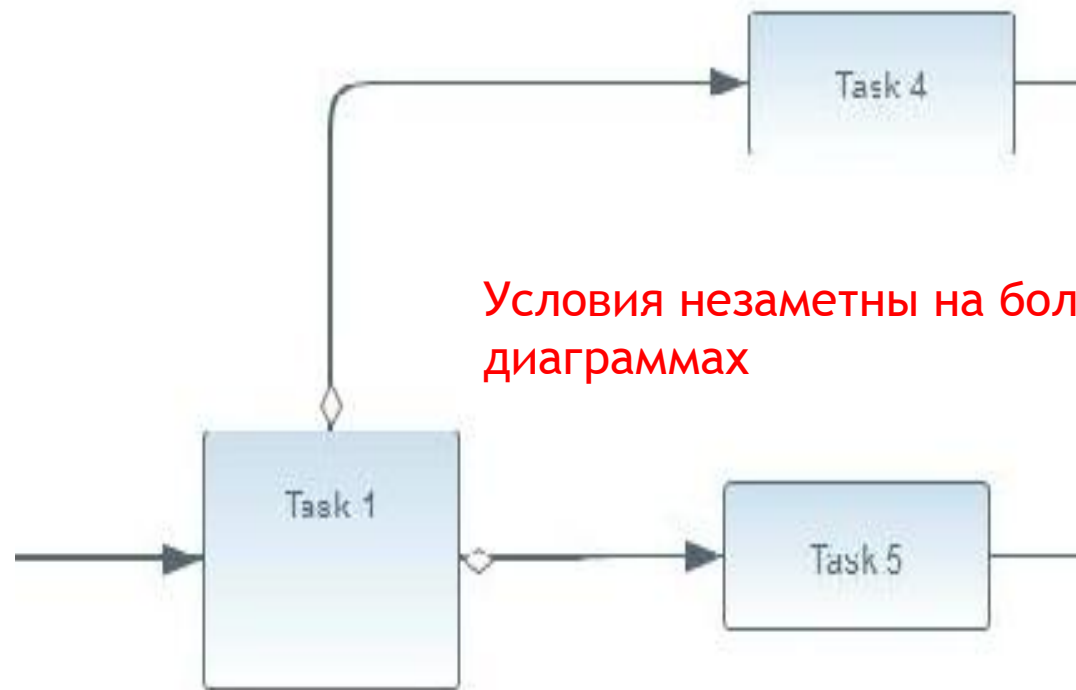 Task 4
Условия незаметны на бол
диаграммах
Task 1
Task 5